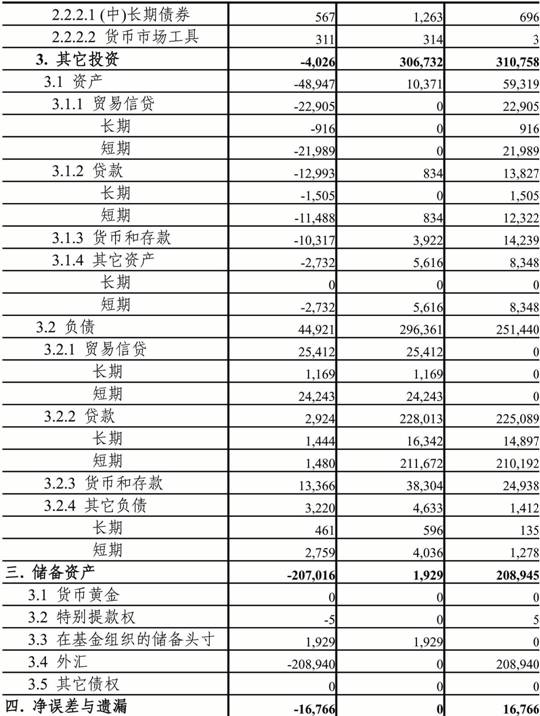 2.2.2.1 (中)长期债券 567 1,263 696
2.2.2.2 货币市场工具 311 314 3
3. 其它投资 -4,026 306,732 310,758
3.1 资产 -48,947 10,371 59,319
3.1.1 贸易信贷 -22,905 0 22,905
长期 -916 0 916
短期 -21,989 0 21,989
3.1.2 贷款 -12,993 834 13,827
长期 -1,505 0 1,505
短期 -11,488 834 12,322
3.1.3 货币和存款 -10,317 3,922 14,239
3.1.4 其它资产 -2,732 5,616 8,348
长期 0 0 0
短期 -2,732 5,616 8,348
3.2 负债 44,921 296,361 251,440
3.2.1 贸易信贷 25,412 25,412 0
长期 1,169 1,169 0
短期 24,243 24,243 0
3.2.2 贷款 2,924 228,013 225,089
长期 1,444 16,342 14,897
短期 1,480 211,672 210,192
3.2.3 货币和存款 13,366 38,304 24,938
3.2.4 其它负债 3,220 4,633 1,412
长期 461 596 135
短期 2,759 4,036 1,278
三. 储备资产 -207,016 1,929 208,945
3.1 货币黄金 0 0 0
3.2 特别提款权 -5 0 5
3.3 在基金组织的储备头寸 1,929 1,929 0
3.4 外汇 -208,940 0 208,940
3.5 其它债权 0 0 0
四. 净误差与遗漏 -16,766 0 16,766